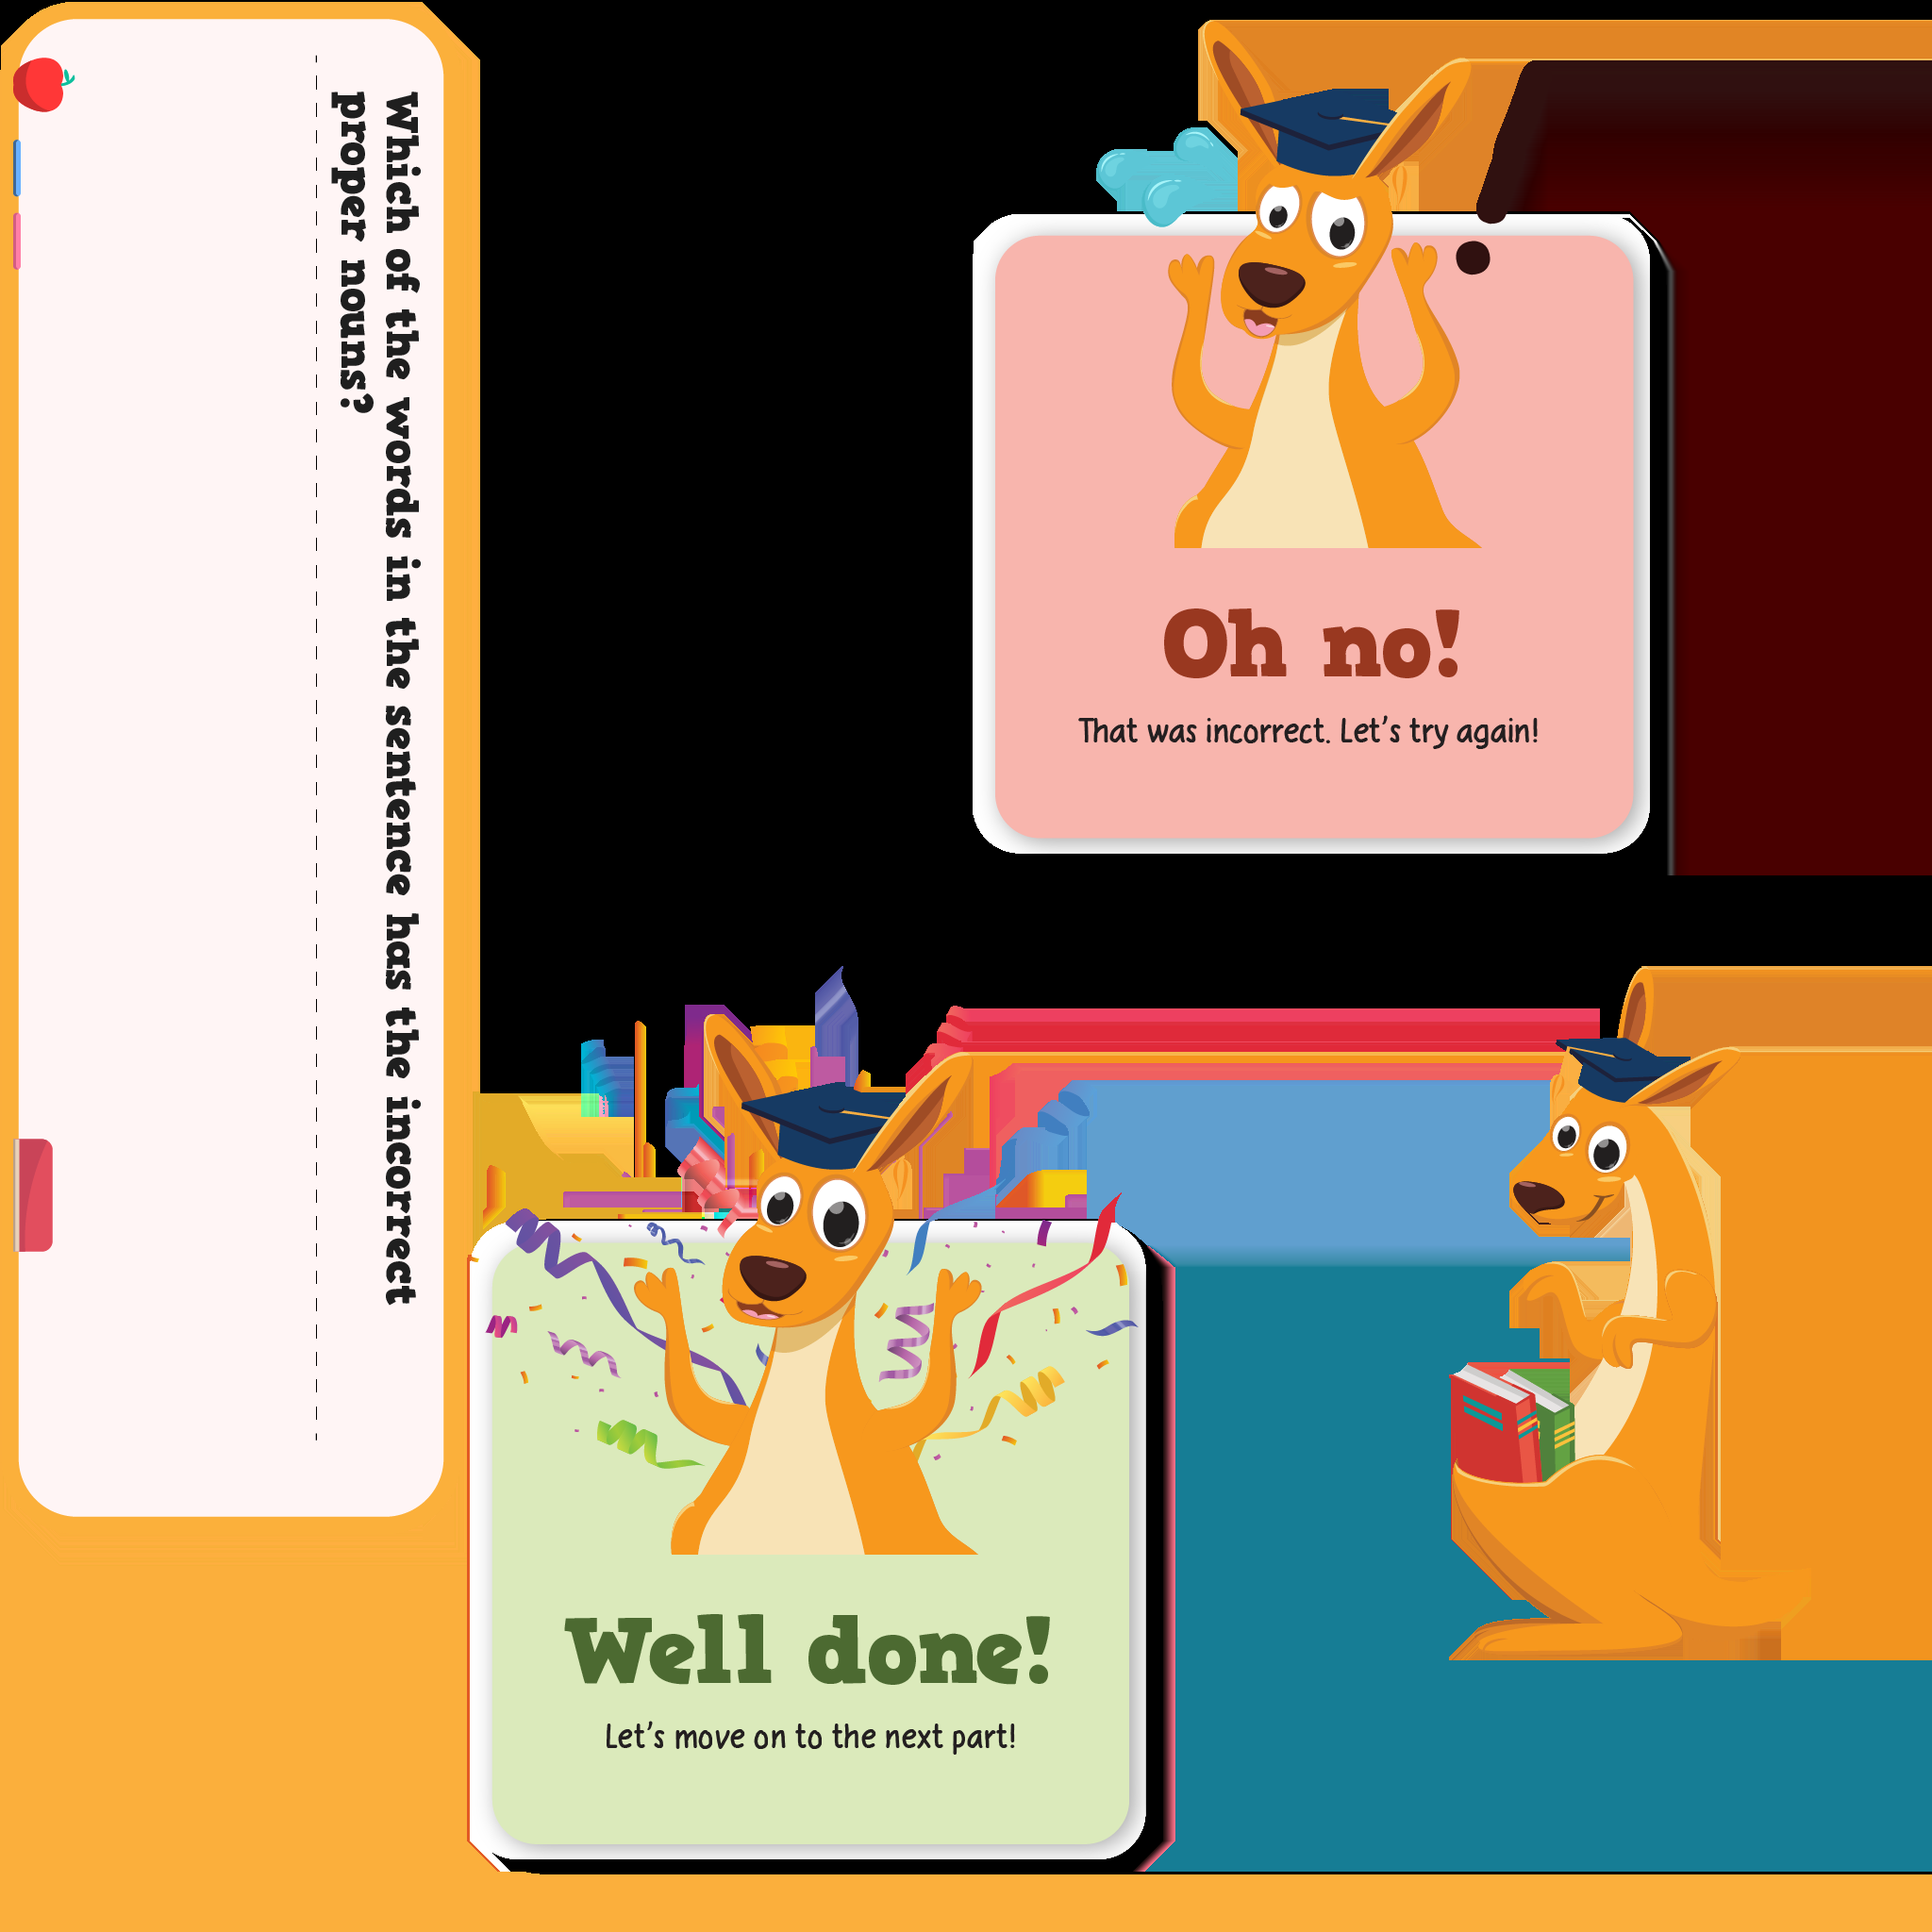 Which of the words in the sentence has the incorrect
proper nouns?
Oh no!
That was incorrect. Let's try again!
Well done!
Let's move on to the next part!